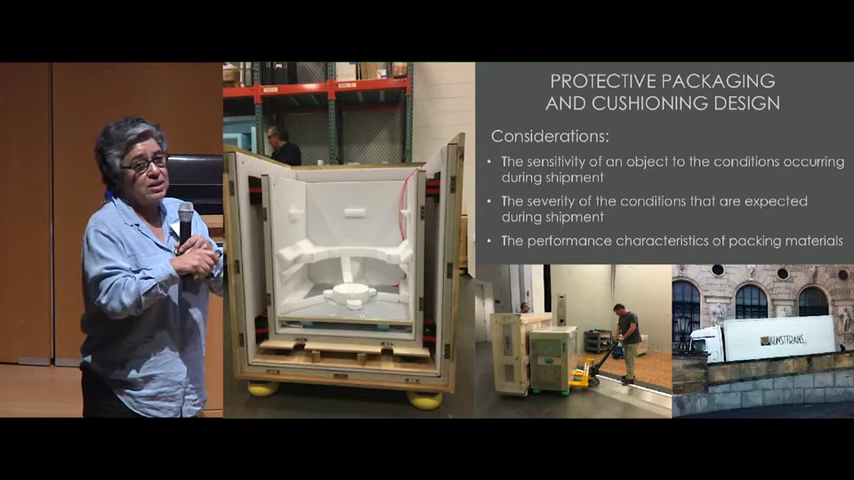 PROTECTIVE PACKAGING
AND CUSHIONING DESIGN
Considerations:
• The sensitivity of an object to the conditions occurring
during shipment
• The severity of the conditions that are expected
during shipment
• The performance characteristics of packing materials
KUNSTTRANS